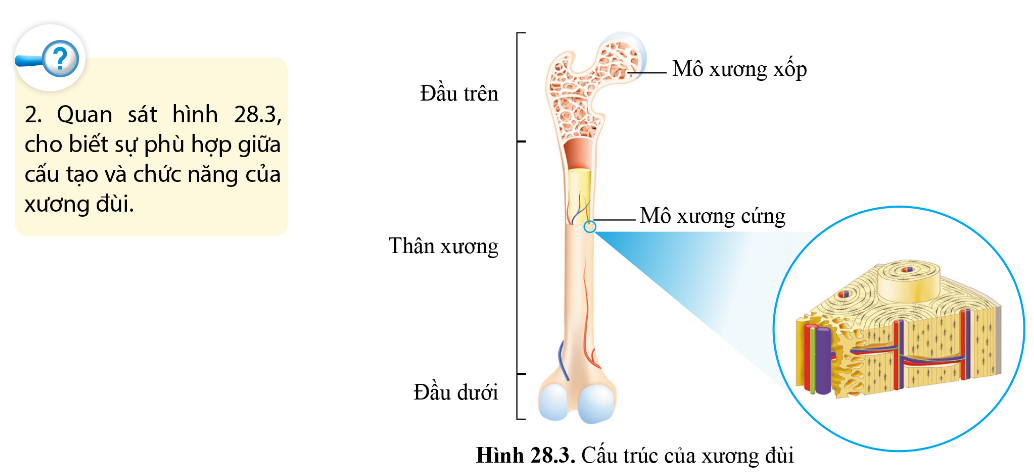 ?
2. Quan sát hình 28.3,
cho biết sự phù hợp giữa
cấu tạo và chức năng của
xương đùi.
Đầu trên
Mô xương xốp
Mô xương cứng
Thân xương
Đầu dưới
Hình 28.3. Cấu trúc của xương đùi